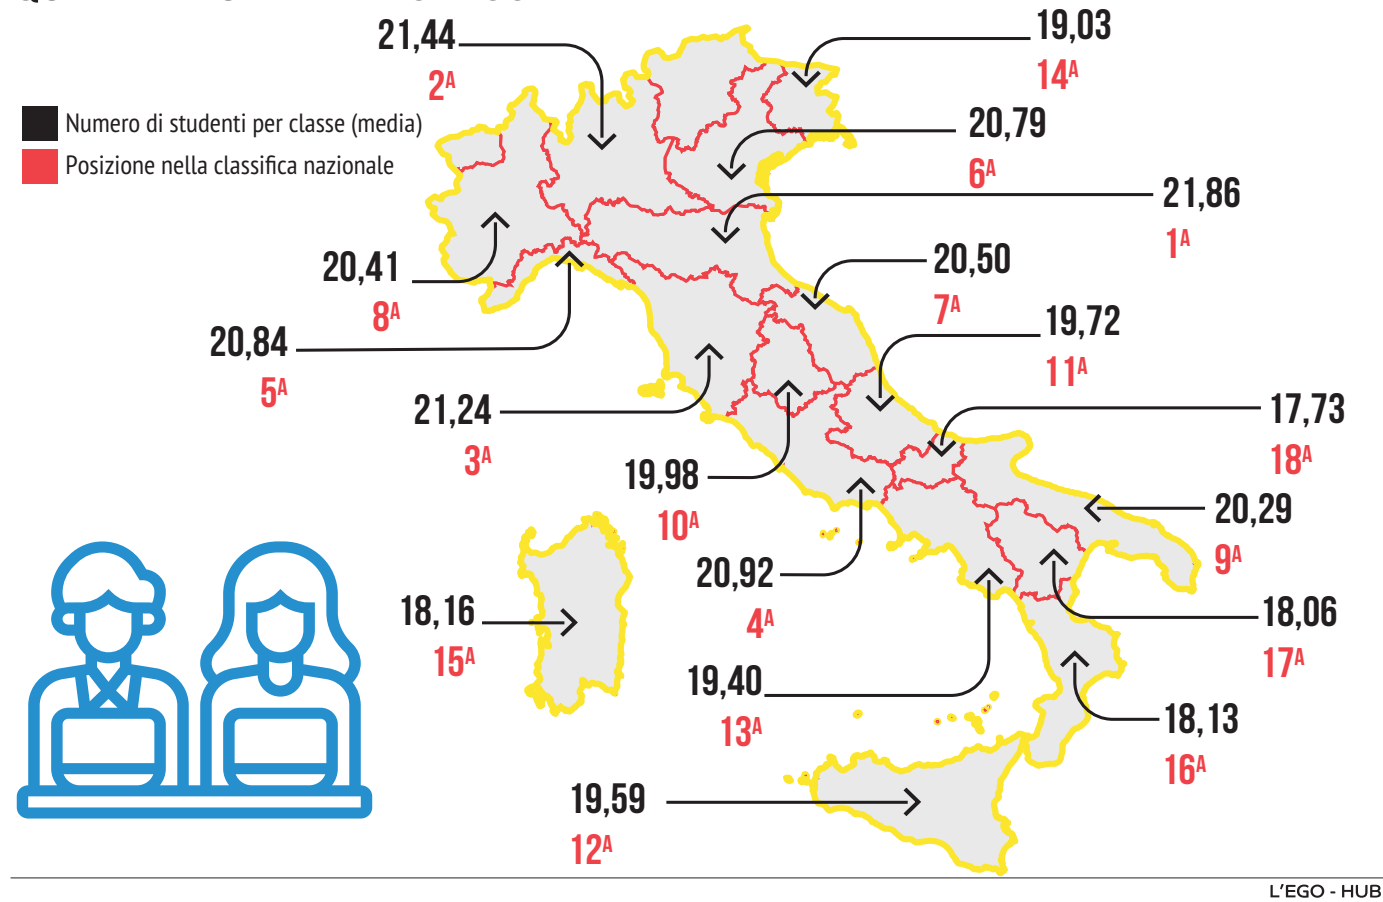 21,44
2ᴬ
19,03
14ᴬ
Numero di studenti per classe (media)
Posizione nella classifica nazionale
20,79
6ᴬ
21,86
1ᴬ
20,41
8ᴬ
20,50
7ᴬ
20,84
5ᴬ
19,72
11ᴬ
21,24
3ᴬ
17,73
18ᴬ
19,98
10ᴬ
20,29
9ᴬ
20,92
4ᴬ
18,16
15ᴬ
18,06
17ᴬ
19,40
13ᴬ
18,13
16ᴬ
19,59
12ᴬ
L'EGO - HUB